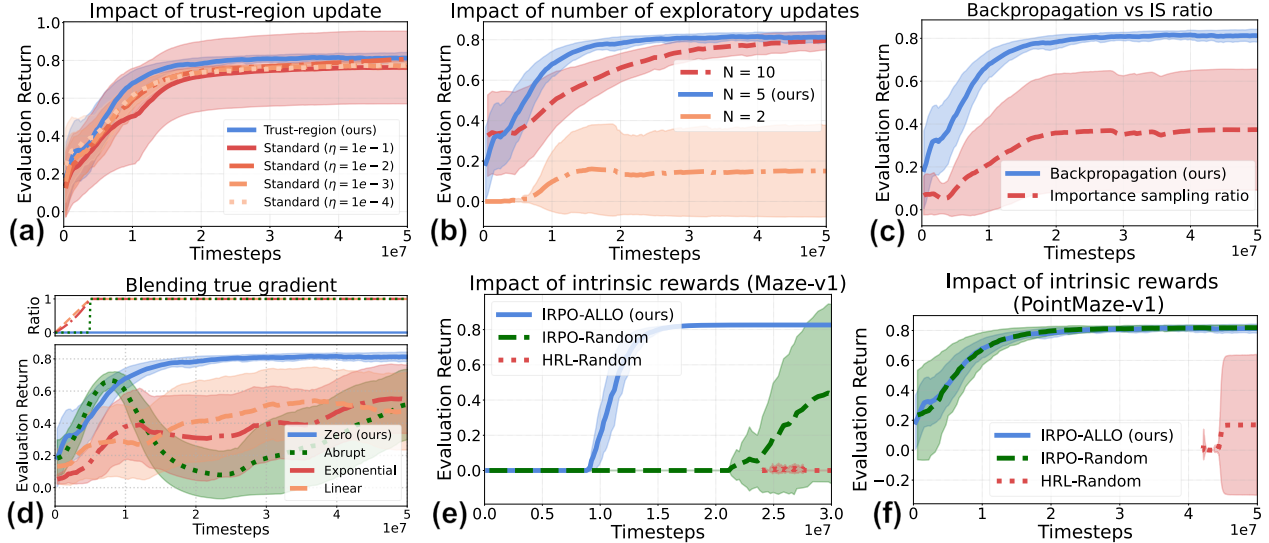 Impact of trust-region update
Evaluation Return
1.0
0.8
0.6
0.4
0.2
0.0
Trust-region (ours)
Standard (η = 1e − 1)
Standard (η = 1e − 2)
Standard (η = 1e − 3)
Standard (η = 1e − 4)
0 1 2 3 4 5
1e7
Timesteps
(a)
Impact of number of exploratory updates
Evaluation Return
0.8
0.6
0.4
0.2
0.0
N = 10
N = 5 (ours)
N = 2
0 1 2 3 4 5
1e7
Timesteps
(b)
Backpropagation vs IS ratio
Evaluation Return
0.8
0.6
0.4
0.2
0.0
Backpropagation (ours)
Importance sampling ratio
0 1 2 3 4 5
1e7
Timesteps
(c)
Blending true gradient
Ratio
1
0
Evaluation Return
0.8
0.6
0.4
0.2
0.0
Zero (ours)
Abrupt
Exponential
Linear
0 1 2 3 4 5
1e7
Timesteps
(d)
Impact of intrinsic rewards (Maze-v1)
Evaluation Return
0.8
0.6
0.4
0.2
0.0
IRPO-ALLO (ours)
IRPO-Random
HRL-Random
0.0 0.5 1.0 1.5 2.0 2.5 3.0
1e7
Timesteps
(e)
Impact of intrinsic rewards
(PointMaze-v1)
Evaluation Return
0.8
0.6
0.4
0.2
0.0
−0.2
IRPO-ALLO (ours)
IRPO-Random
HRL-Random
0 1 2 3 4 5
1e7
Timesteps
(f)